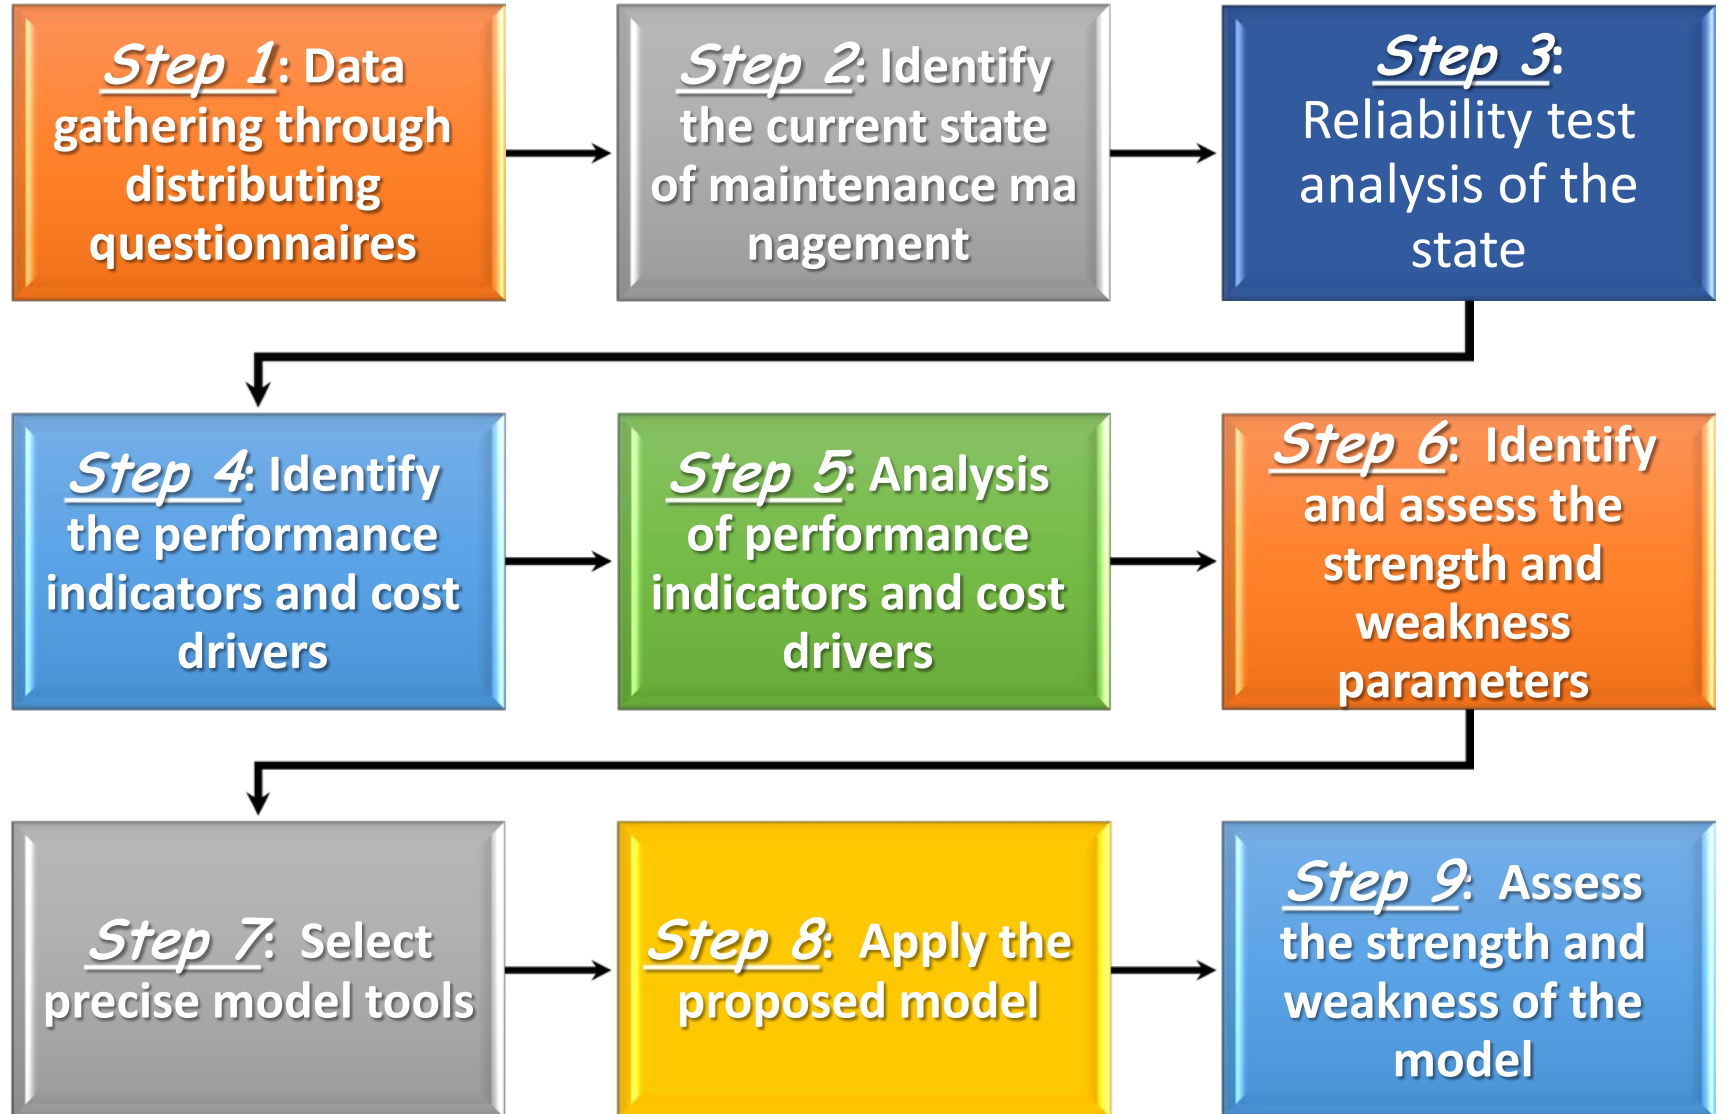 Step 1: Data
gathering through
distributing
questionnaires
Step 2: Identify
the current state
of maintenance ma
nagement
Step 3:
Reliability test
analysis of the
state
Step 4: Identify
the performance
indicators and cost
drivers
Step 5: Analysis
of performance
indicators and cost
drivers
Step 6: Identify
and assess the
strength and
weakness
parameters
Step 7: Select
precise model tools
Step 8: Apply the
proposed model
Step 9: Assess
the strength and
weakness of the
model